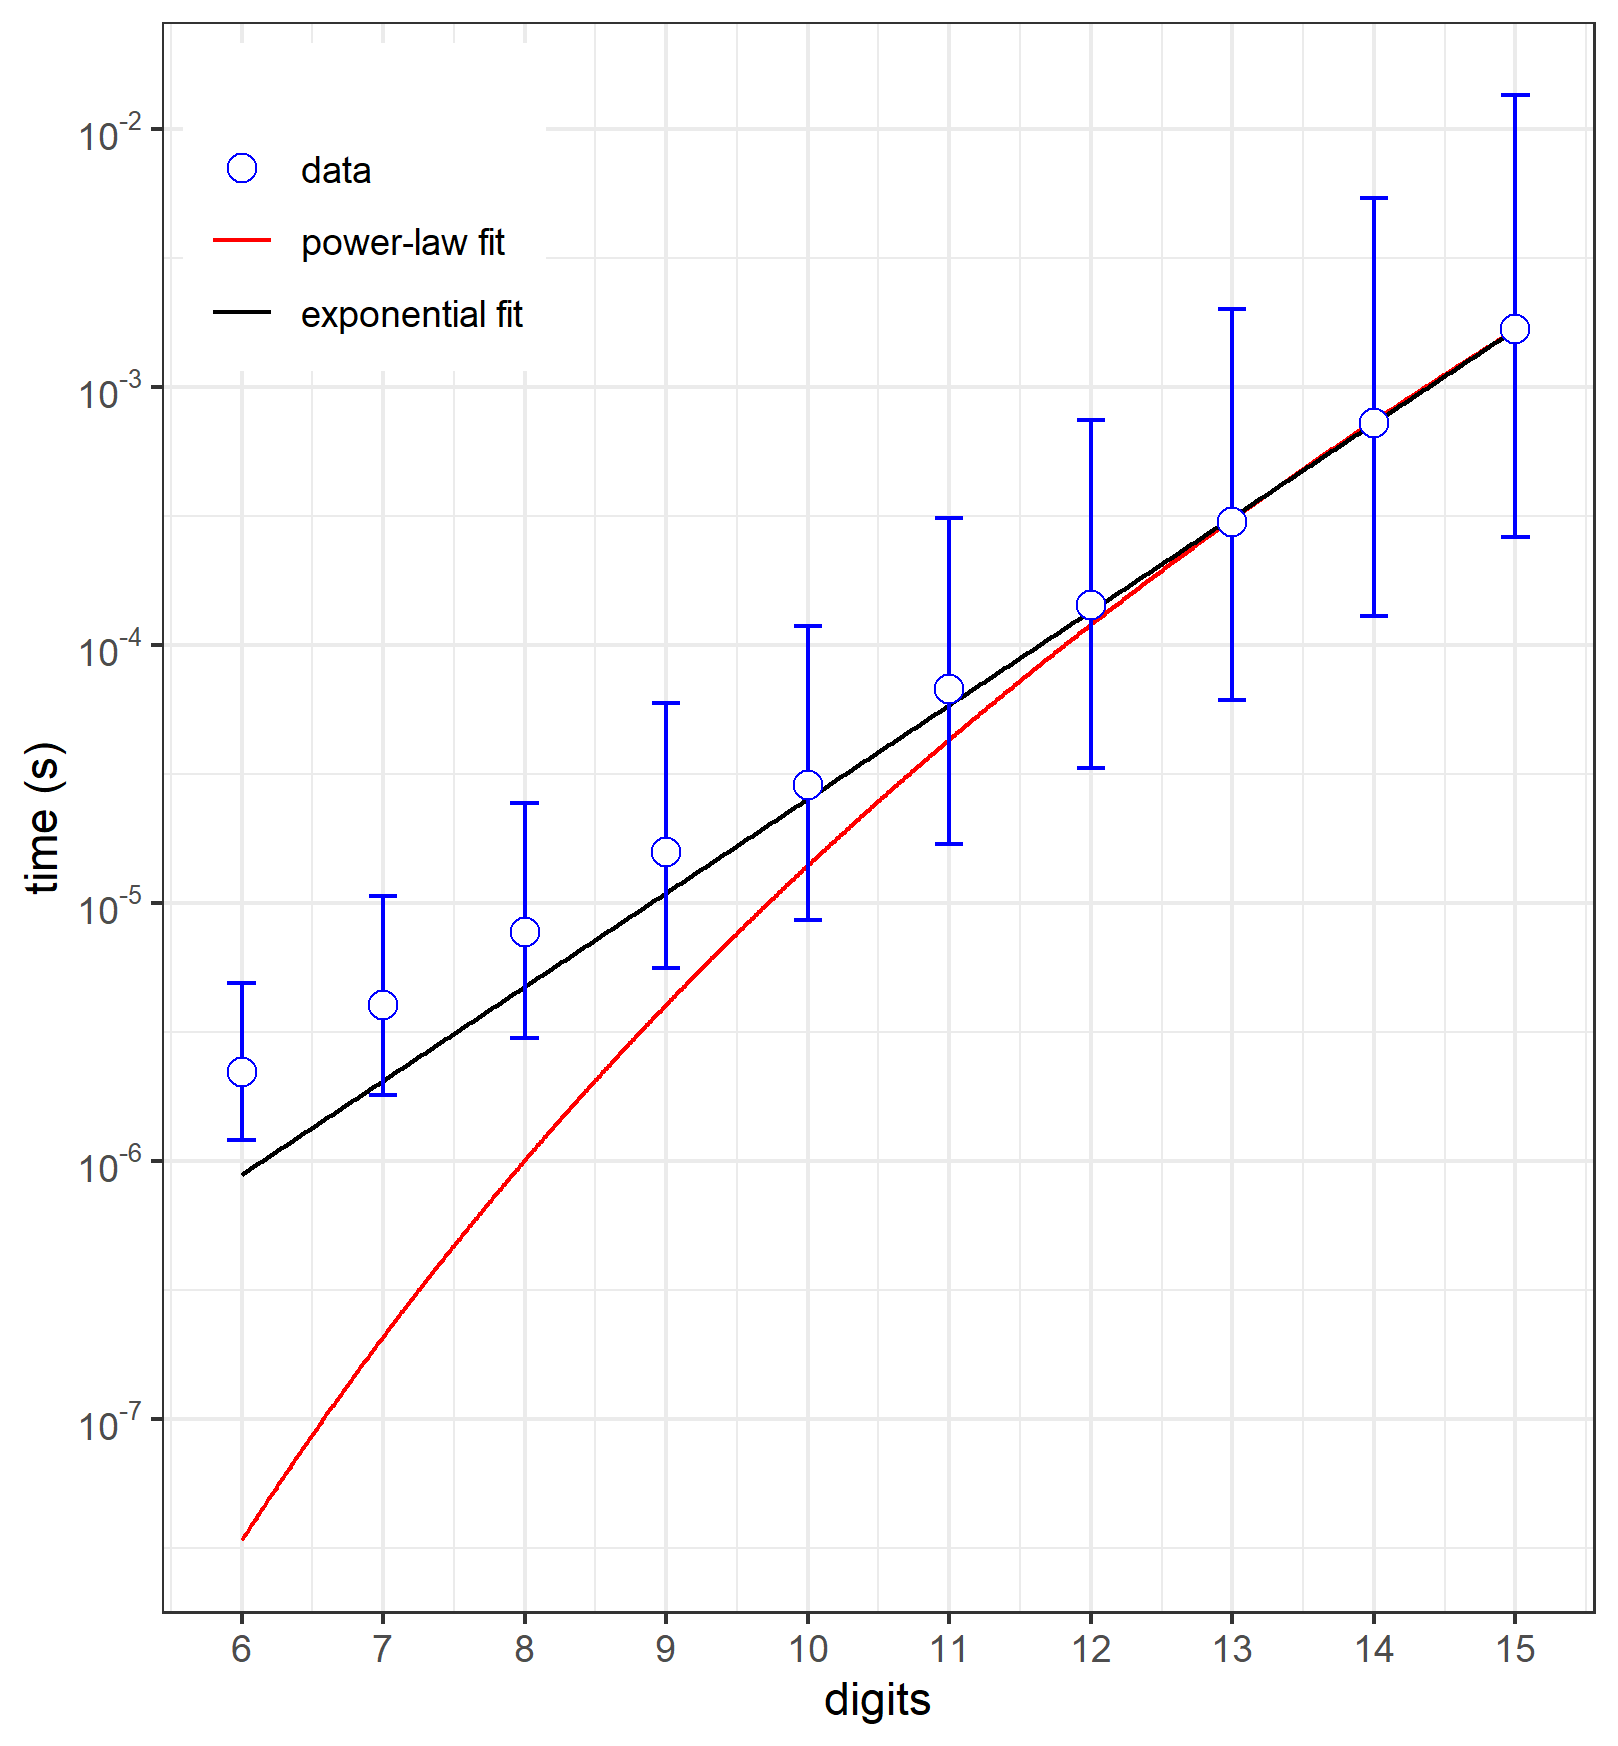 time (s)
10-2
10-3
10-4
10-5
10-6
10-7
data
power-law fit
exponential fit
6 7 8 9 10 11 12 13 14 15
digits